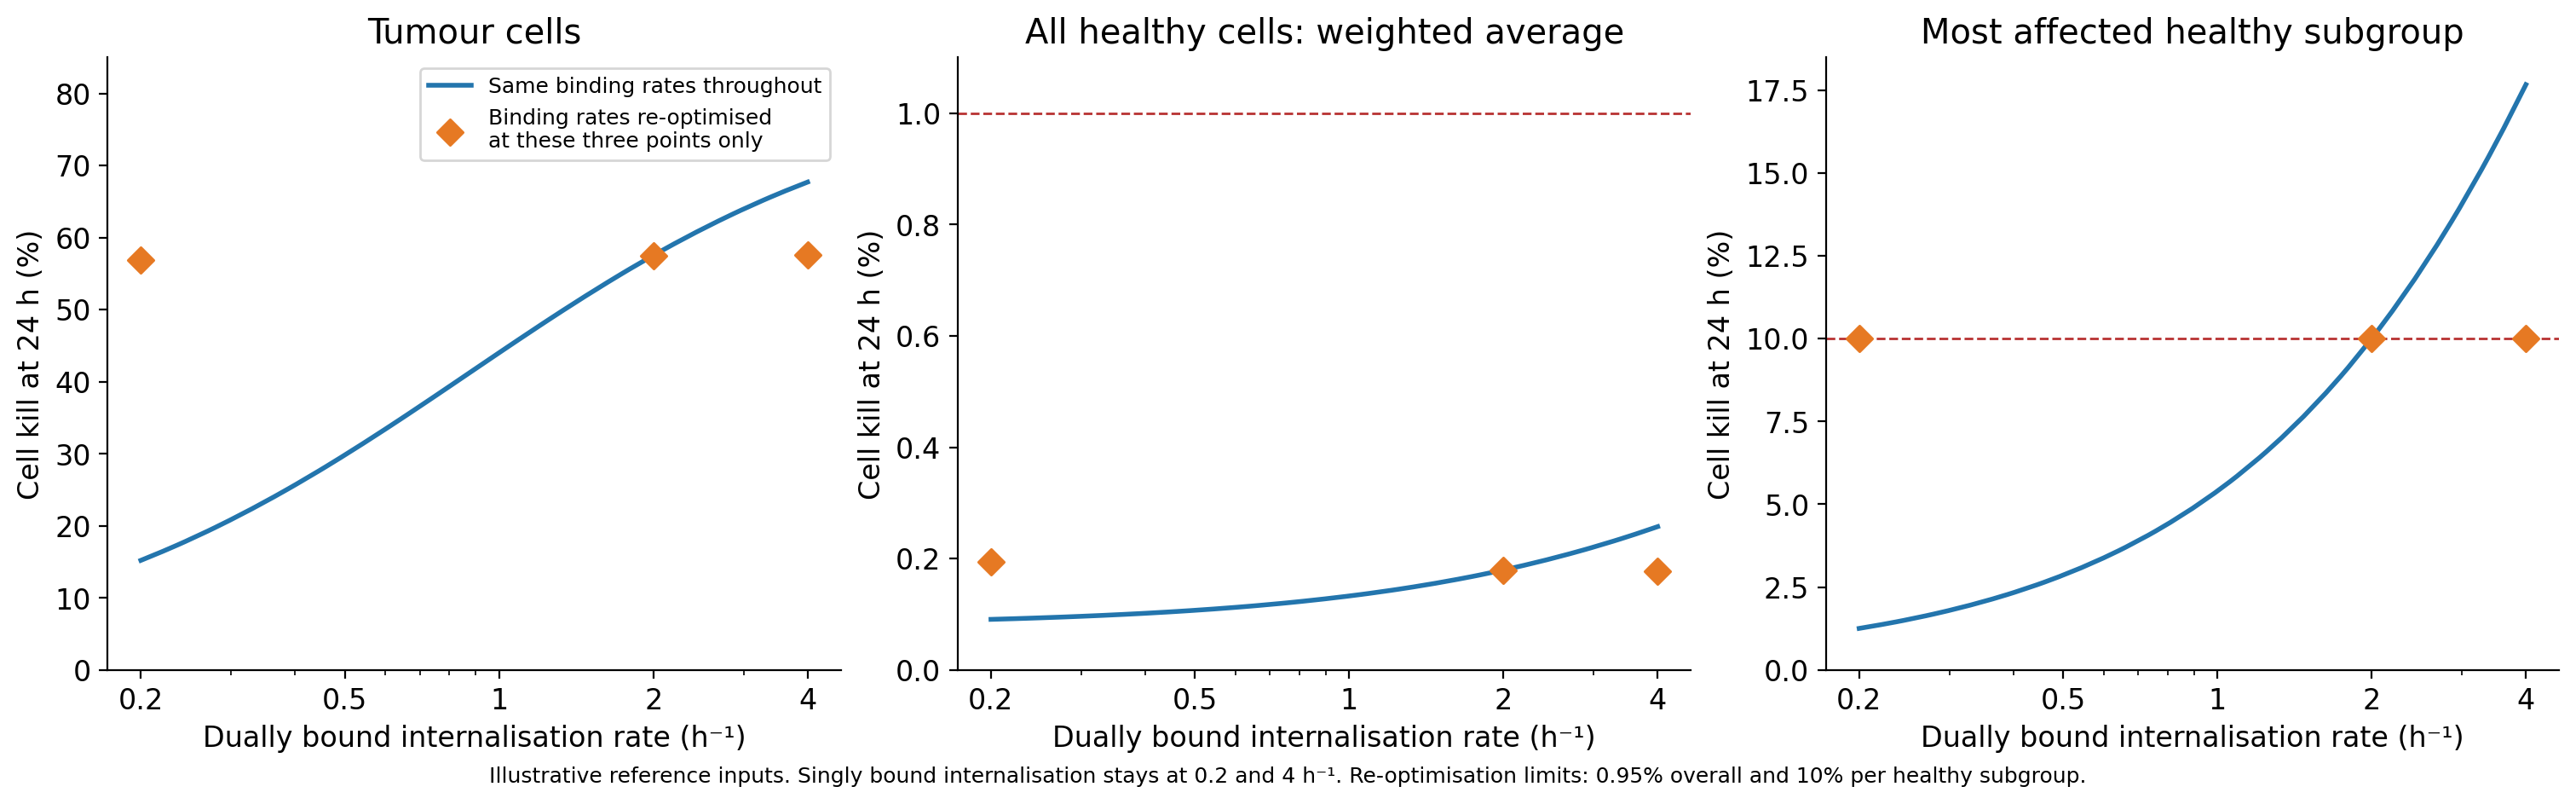 Tumour cells
Cell kill at 24 h (%)
80
70
60
50
40
30
20
10
0
Same binding rates throughout
Binding rates re-optimised
at these three points only
0.2
0.5
1
2
4
Dually bound internalisation rate (h⁻¹)
All healthy cells: weighted average
Cell kill at 24 h (%)
1.0
0.8
0.6
0.4
0.2
0.0
0.2
0.5
1
2
4
Dually bound internalisation rate (h⁻¹)
Most affected healthy subgroup
Cell kill at 24 h (%)
17.5
15.0
12.5
10.0
7.5
5.0
2.5
0.0
0.2
0.5
1
2
4
Dually bound internalisation rate (h⁻¹)
Illustrative reference inputs. Singly bound internalisation stays at 0.2 and 4 h⁻¹. Re-optimisation limits: 0.95% overall and 10% per healthy subgroup.